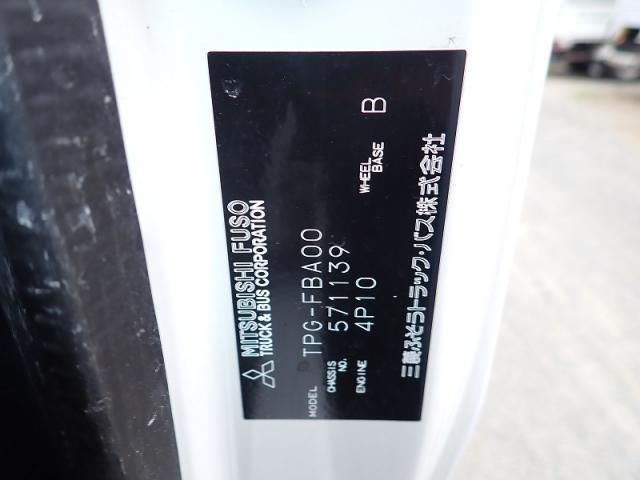 MITSUBISHI FUSO
TRUCK & BUS CORPORATION
MODEL TPG-FBA00
CHASSIS NO. 571139
ENGINE 4P10
WHEEL BASE B
三菱ふそうトラック・バス株式会社